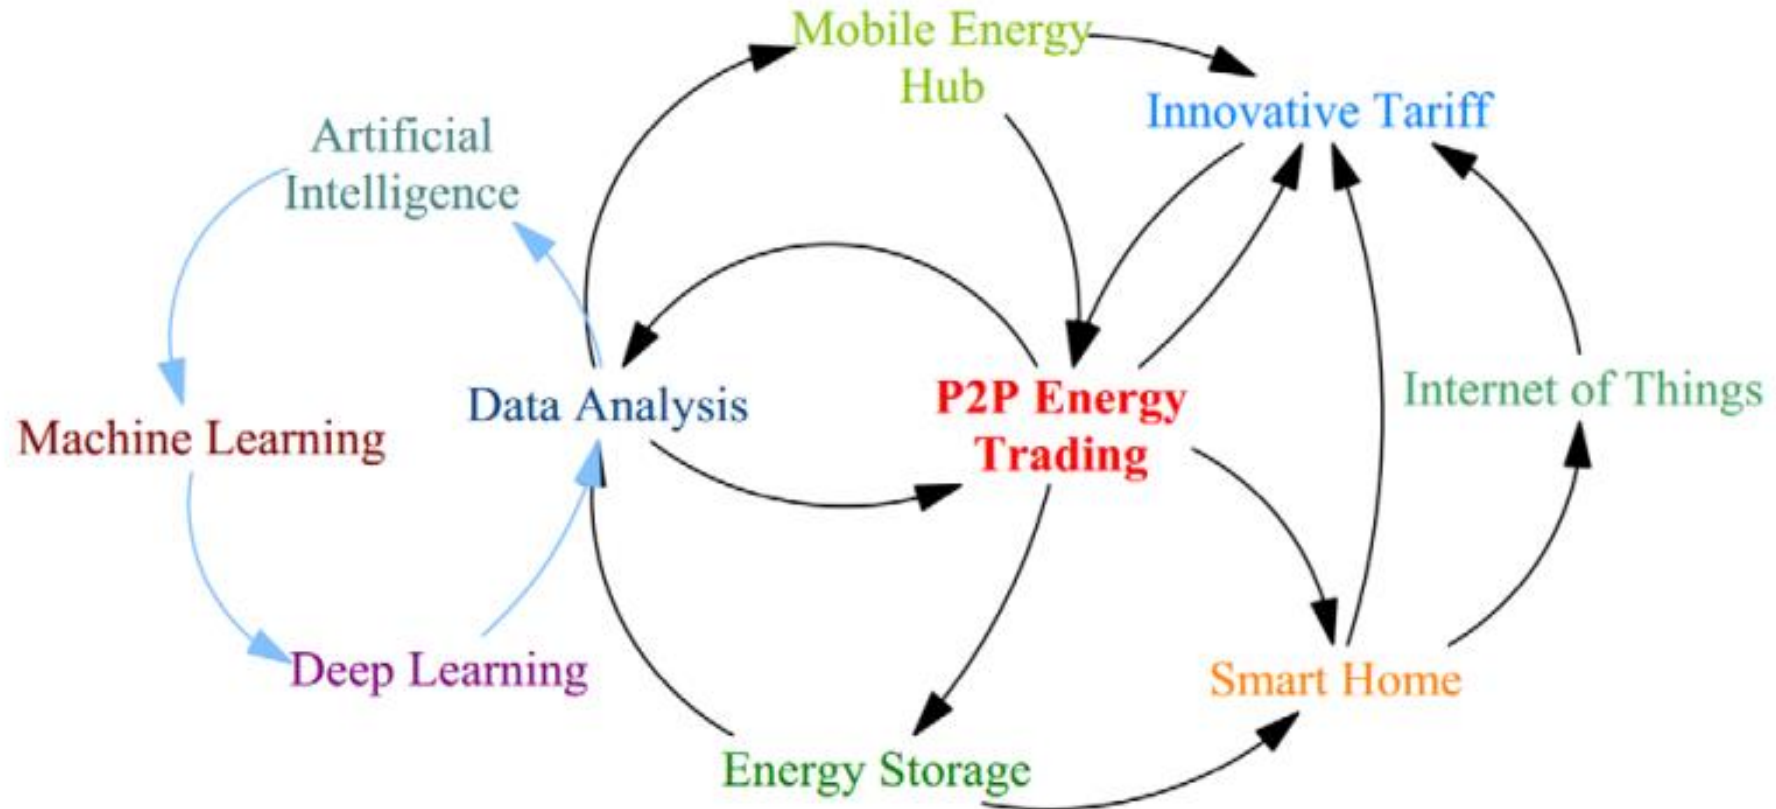 Mobile Energy
Hub
Innovative Tariff
Artificial
Intelligence
Data Analysis
P2P Energy
Trading
Internet of Things
Machine Learning
Deep Learning
Smart Home
Energy Storage